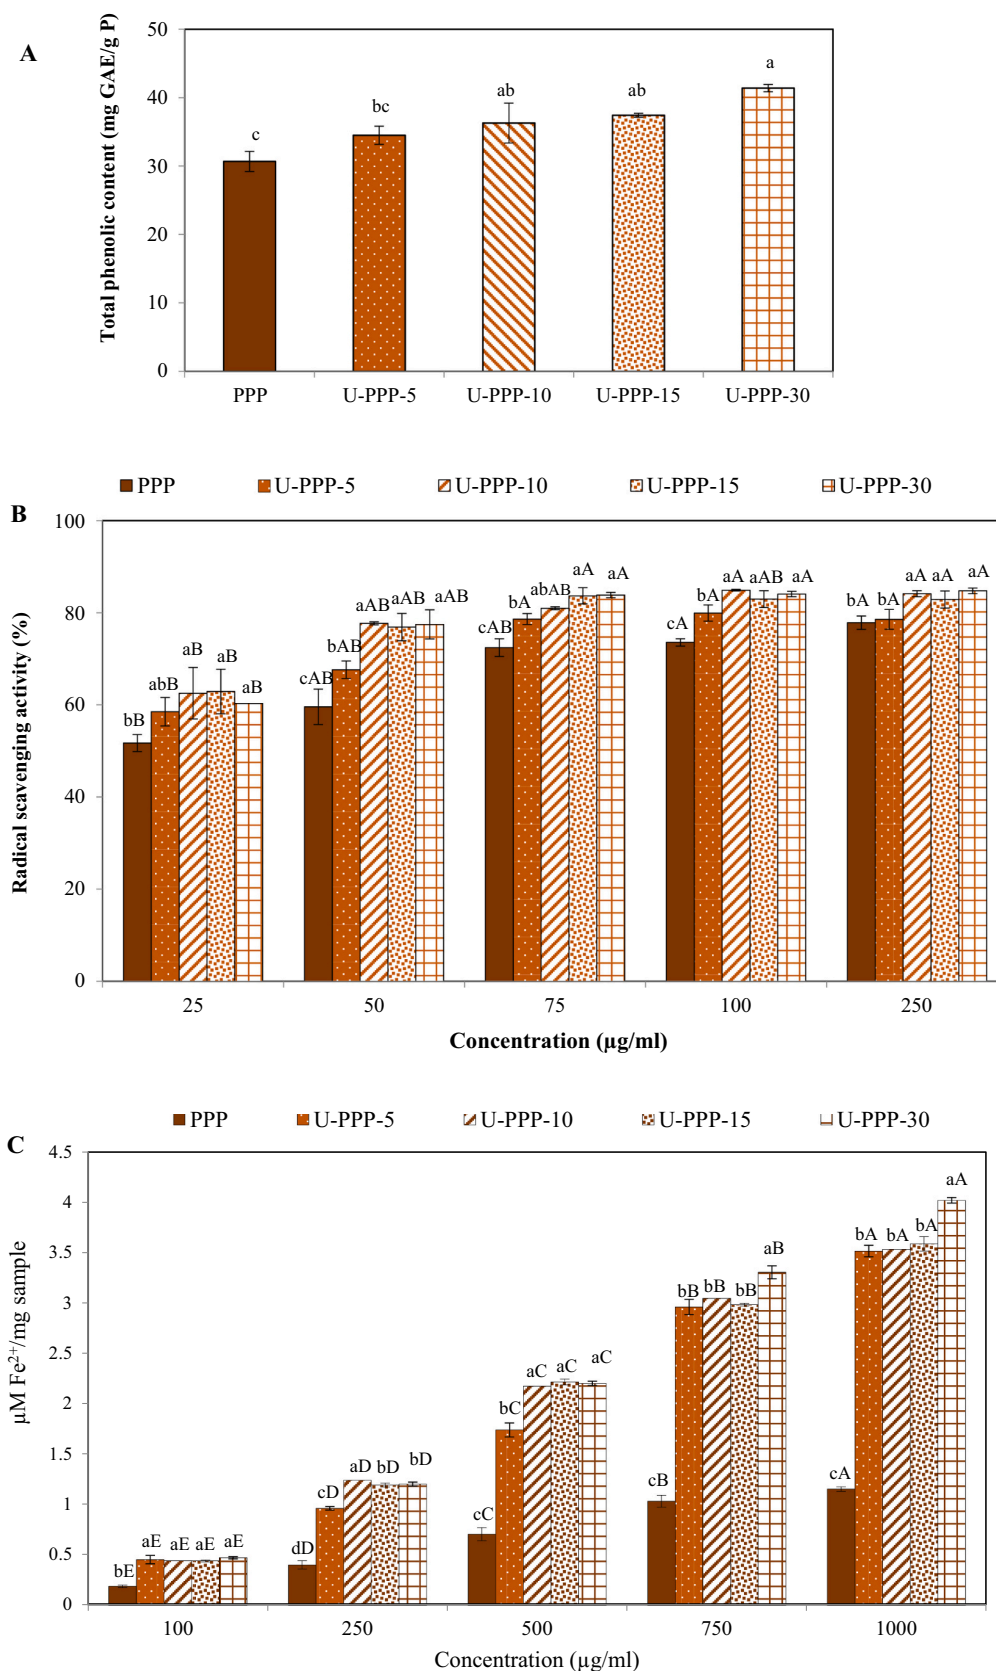 A
Total phenolic content (mg GAE/g P)
50
40
30
20
10
0
c
bc
ab
ab
a
PPP U-PPP-5 U-PPP-10 U-PPP-15 U-PPP-30
PPP U-PPP-5 U-PPP-10 U-PPP-15 U-PPP-30
B
Radical scavenging activity (%)
100
80
60
40
20
0
bB abB aB aB aB
cAB bAB aAB aAB aAB
cAB bA abAB aA aA
cA bA aA aAB aA
bA bA aA aA aA
25 50 75 100 250
Concentration (µg/ml)
PPP U-PPP-5 U-PPP-10 U-PPP-15 U-PPP-30
C
µM Fe²⁺/mg sample
4.5
4
3.5
3
2.5
2
1.5
1
0.5
0
bE aE aE aE aE
dD cD aD bD bD
cC bC aC aC aC
cB bB bB bB aB
cA bA bA bA aA
100 250 500 750 1000
Concentration (µg/ml)